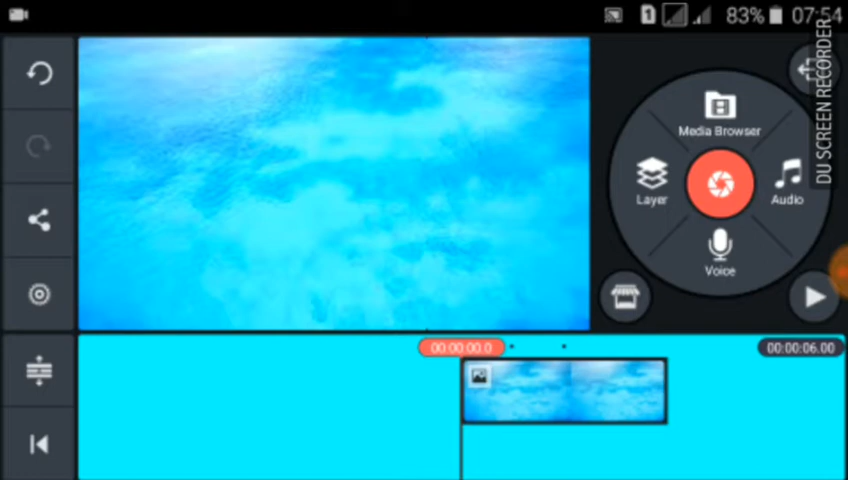 1
83%
07:54
Media Browser
Layer
Audio
Voice
DU SCREEN RECORDER
00:00:00.0
00:00:06.00